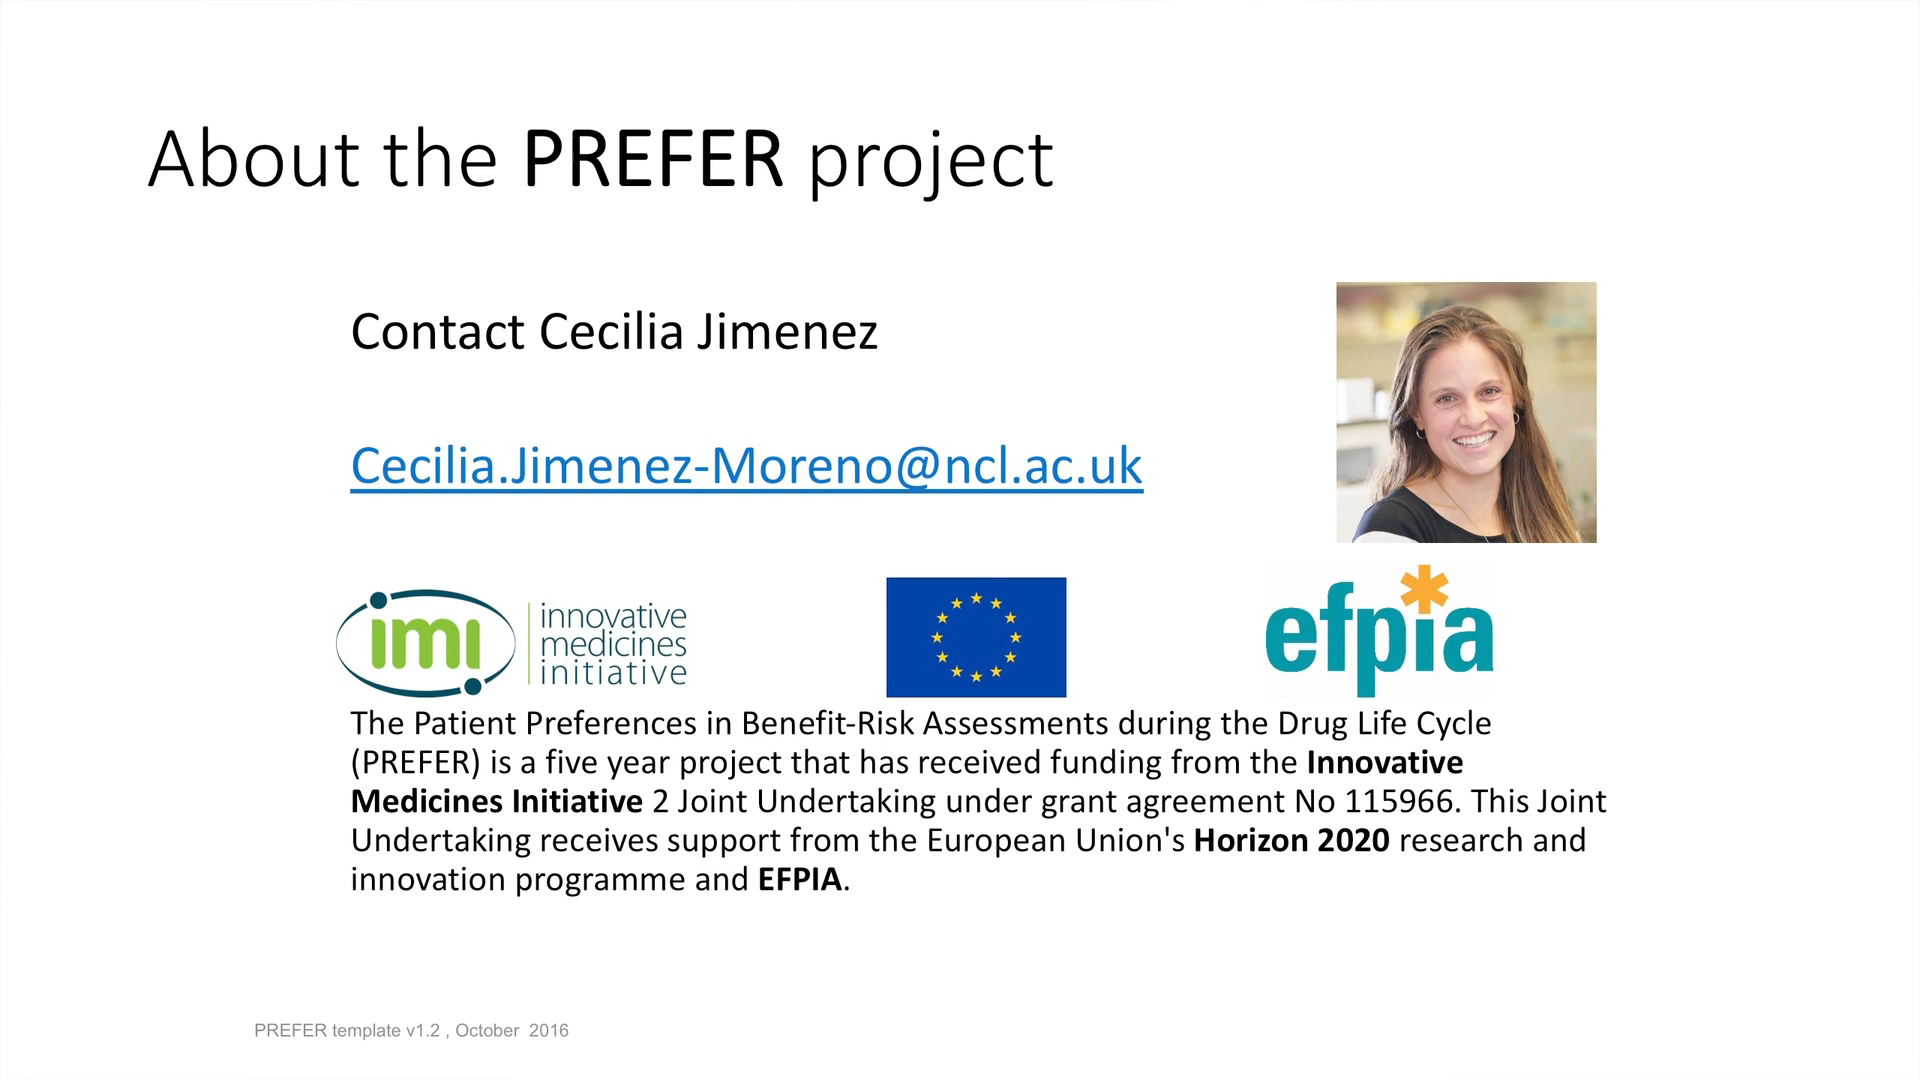 About the PREFER project
Contact Cecilia Jimenez
Cecilia.Jimenez-Moreno@ncl.ac.uk
imi
innovative
medicines
initiative
efpia
The Patient Preferences in Benefit-Risk Assessments during the Drug Life Cycle
(PREFER) is a five year project that has received funding from the Innovative
Medicines Initiative 2 Joint Undertaking under grant agreement No 115966. This Joint
Undertaking receives support from the European Union's Horizon 2020 research and
innovation programme and EFPIA.
PREFER template v1.2 , October  2016